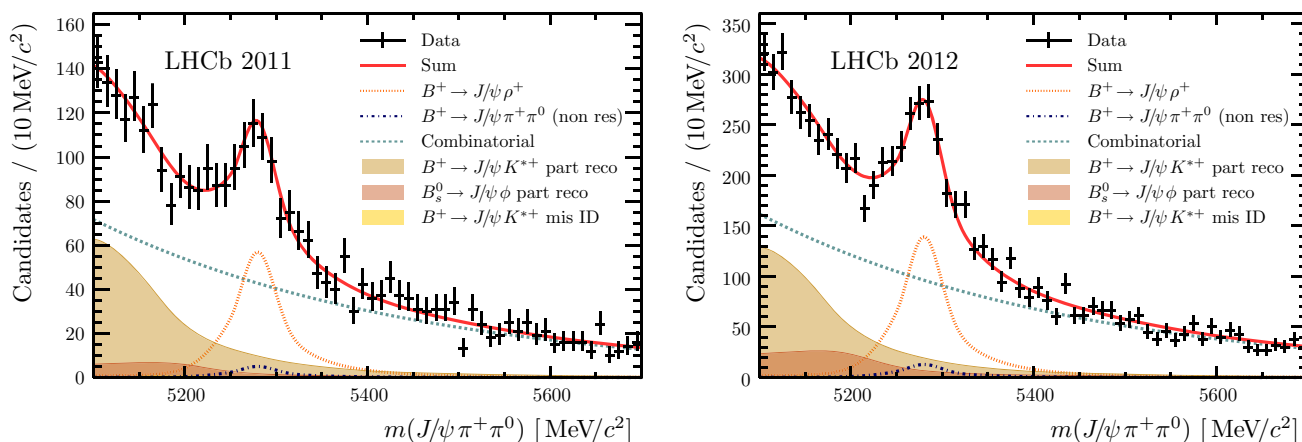 Candidates / (10 MeV/c²)
160
140
120
100
80
60
40
20
0
LHCb 2011
Data
Sum
B⁺ → J/ψ ρ⁺
B⁺ → J/ψ π⁺π⁰ (non res)
Combinatorial
B⁺ → J/ψ K*⁺ part reco
B⁰ₛ → J/ψ φ part reco
B⁺ → J/ψ K*⁺ mis ID
5200 5400 5600
m(J/ψ π⁺π⁰) [MeV/c²]
Candidates / (10 MeV/c²)
350
300
250
200
150
100
50
0
LHCb 2012
Data
Sum
B⁺ → J/ψ ρ⁺
B⁺ → J/ψ π⁺π⁰ (non res)
Combinatorial
B⁺ → J/ψ K*⁺ part reco
B⁰ₛ → J/ψ φ part reco
B⁺ → J/ψ K*⁺ mis ID
5200 5400 5600
m(J/ψ π⁺π⁰) [MeV/c²]